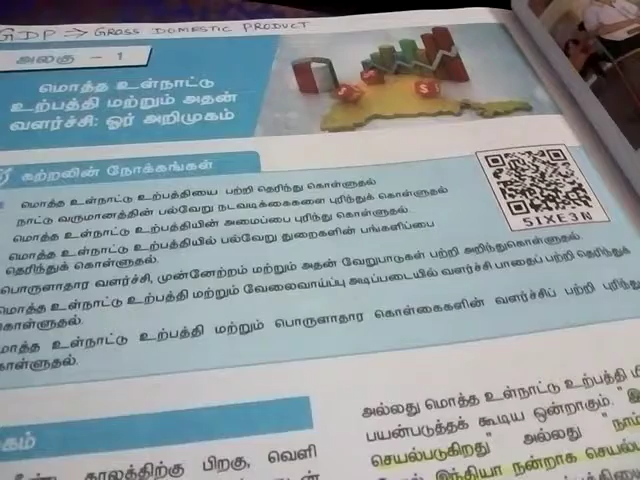 GDP ⇒ GROSS DOMESTIC PRODUCT
அலகு – 1
மொத்த உள்நாட்டு
உற்பத்தி மற்றும் அதன்
வளர்ச்சி: ஓர் அறிமுகம்
கற்றலின் நோக்கங்கள்
மொத்த உள்நாட்டு உற்பத்தியை பற்றி தெரிந்து கொள்ளுதல்
நாட்டு வருமானத்தின் பல்வேறு நடவடிக்கைகளை புரிந்துக் கொள்ளுதல்
மொத்த உள்நாட்டு உற்பத்தியின் அமைப்பை புரிந்து கொள்ளுதல்.
மொத்த உள்நாட்டு உற்பத்தியில் பல்வேறு துறைகளின் பங்களிப்பை
தெரிந்துக் கொள்ளுதல்.
பொருளாதார வளர்ச்சி, முன்னேற்றம் மற்றும் அதன் வேறுபாடுகள் பற்றி அறிந்துகொள்ளுதல்.
மொத்த உள்நாட்டு உற்பத்தி மற்றும் வேலைவாய்ப்பு அடிப்படையில் வளர்ச்சி பாதைப் பற்றி தெரிந்துக்
கொள்ளுதல்.
மொத்த உள்நாட்டு உற்பத்தி மற்றும் பொருளாதார கொள்கைகளின் வளர்ச்சிப் பற்றி புரிந்து
கொள்ளுதல்.
5IXE3N
கம்
காலத்திற்கு பிறகு, வெளி
அல்லது மொத்த உள்நாட்டு உற்பத்தி
பயன்படுத்தக் கூடிய ஒன்றாகும்.
செயல்படுகிறது" அல்லது "நாம்
இந்தியா நன்றாக